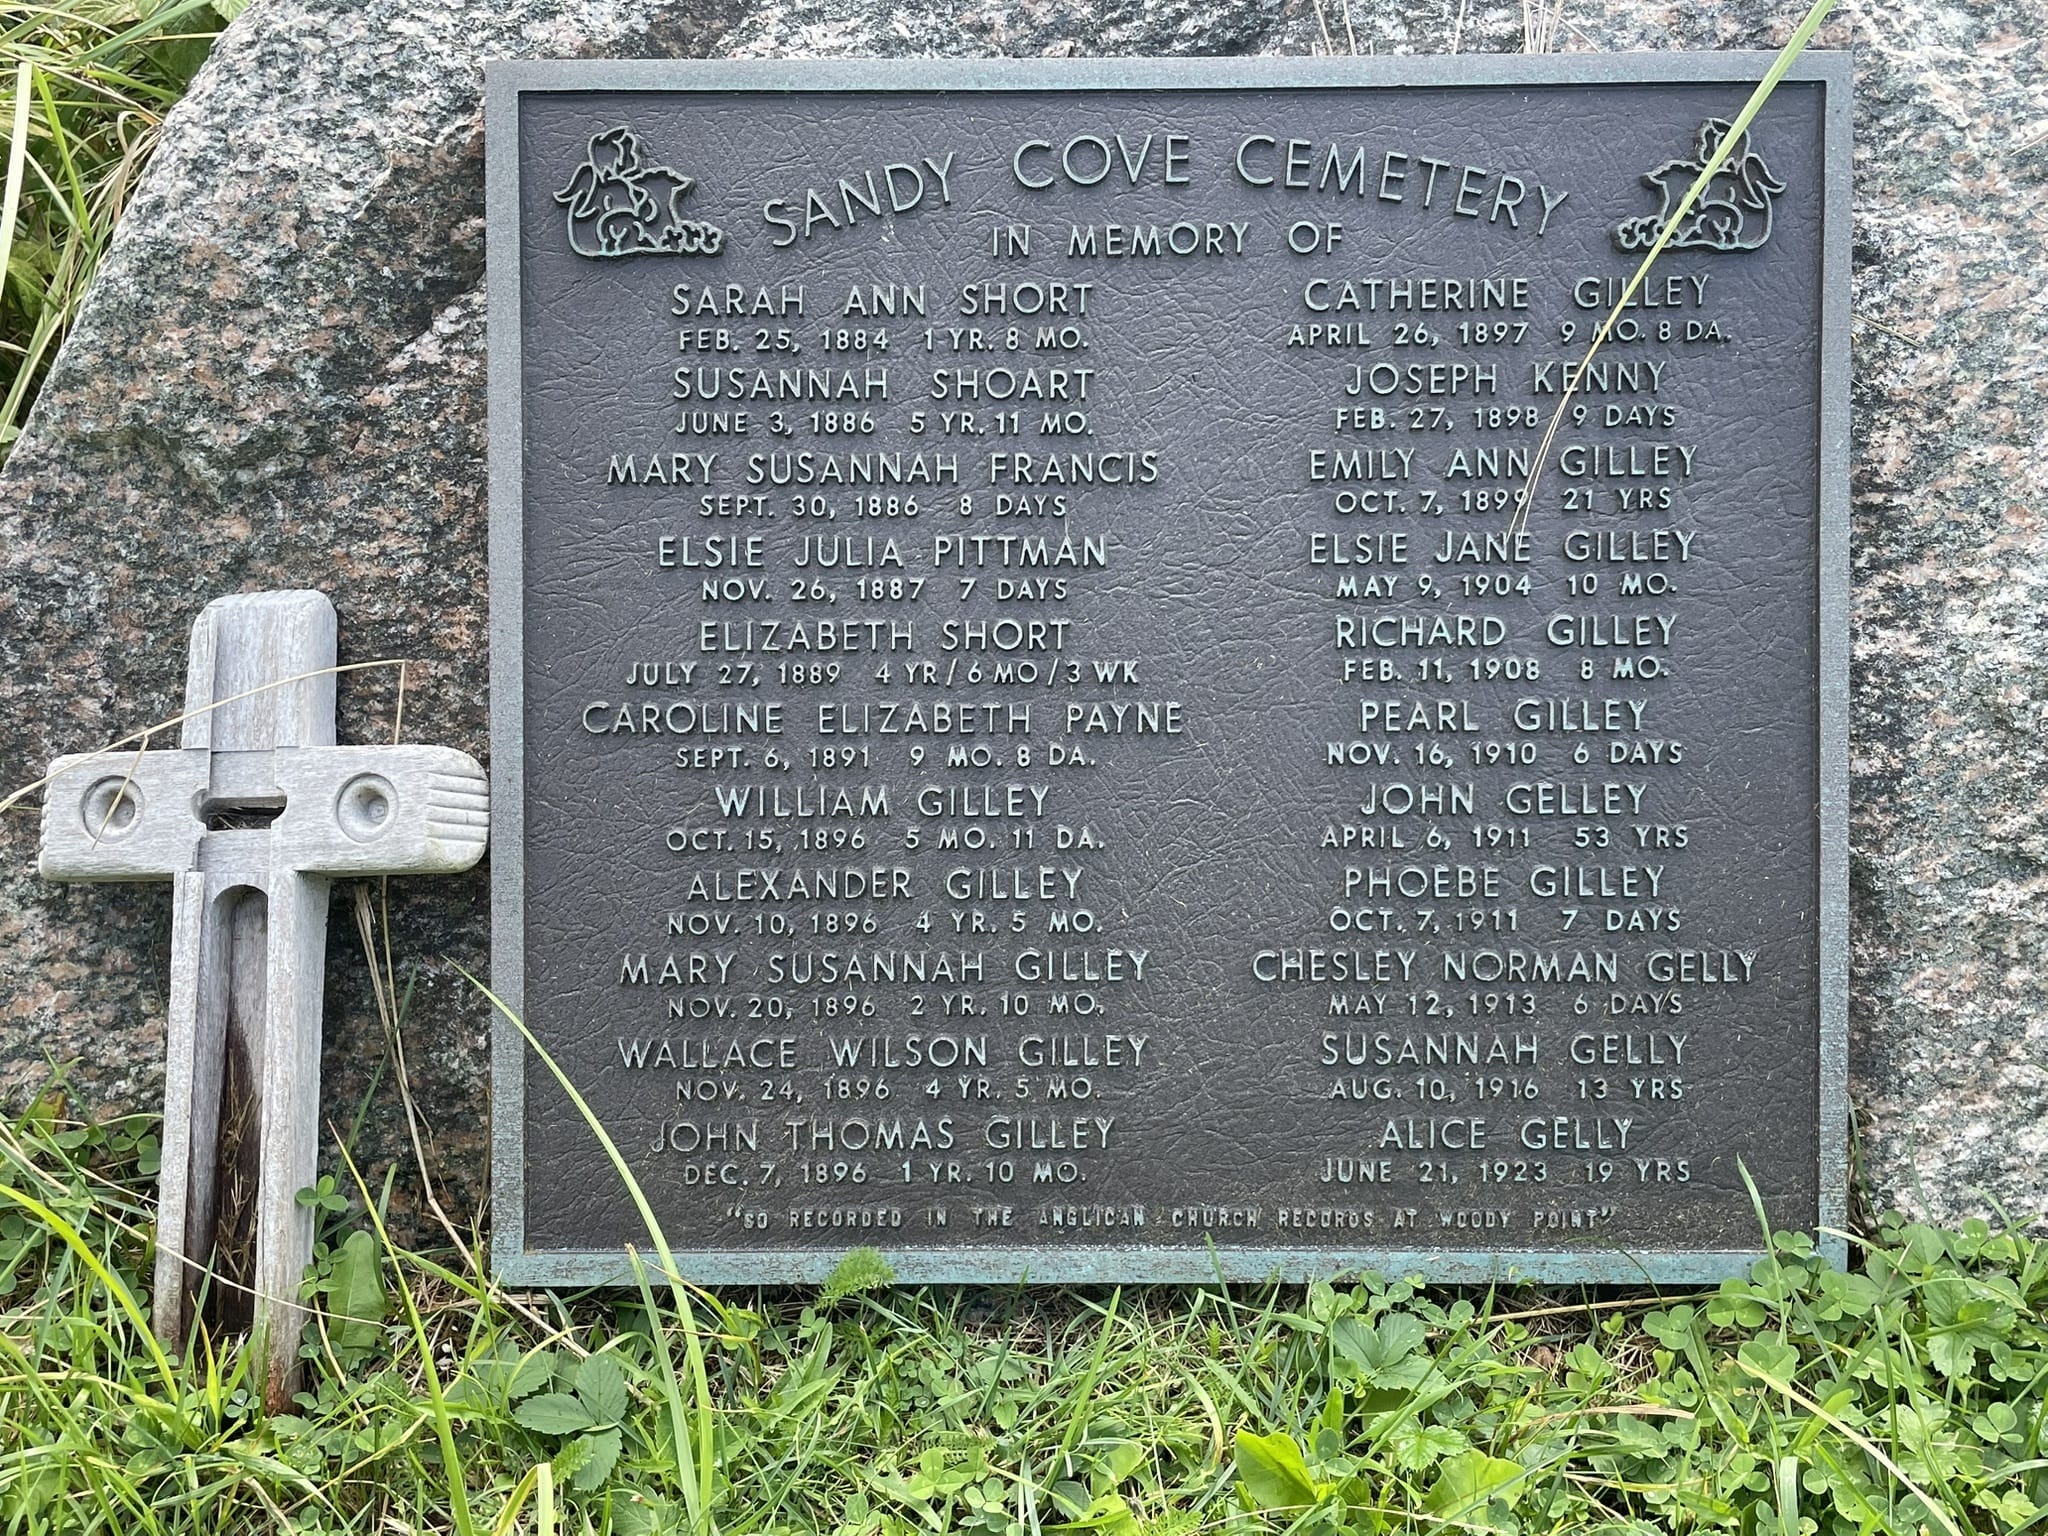 SANDY COVE CEMETERY
IN MEMORY OF
SARAH ANN SHORT
FEB. 25, 1884 1 YR. 8 MO.
SUSANNAH SHOART
JUNE 3, 1886 5 YR. 11 MO.
MARY SUSANNAH FRANCIS
SEPT. 30, 1886 8 DAYS
ELSIE JULIA PITTMAN
NOV. 26, 1887 7 DAYS
ELIZABETH SHORT
JULY 27, 1889 4 YR / 6 MO / 3 WK
CAROLINE ELIZABETH PAYNE
SEPT. 6, 1891 9 MO. 8 DA.
WILLIAM GILLEY
OCT. 15, 1896 5 MO. 11 DA.
ALEXANDER GILLEY
NOV. 10, 1896 4 YR. 5 MO.
MARY SUSANNAH GILLEY
NOV. 20, 1896 2 YR. 10 MO.
WALLACE WILSON GILLEY
NOV. 24, 1896 4 YR. 5 MO.
JOHN THOMAS GILLEY
DEC. 7, 1896 1 YR. 10 MO.
CATHERINE GILLEY
APRIL 26, 1897 9 MO. 8 DA.
JOSEPH KENNY
FEB. 27, 1898 9 DAYS
EMILY ANN GILLEY
OCT. 7, 1899 21 YRS
ELSIE JANE GILLEY
MAY 9, 1904 10 MO.
RICHARD GILLEY
FEB. 11, 1908 8 MO.
PEARL GILLEY
NOV. 16, 1910 6 DAYS
JOHN GELLEY
APRIL 6, 1911 53 YRS
PHOEBE GILLEY
OCT. 7, 1911 7 DAYS
CHESLEY NORMAN GELLY
MAY 12, 1913 6 DAYS
SUSANNAH GELLY
AUG. 10, 1916 13 YRS
ALICE GELLY
JUNE 21, 1923 19 YRS
"SO RECORDED IN THE ANGLICAN CHURCH RECORDS AT WOODY POINT"